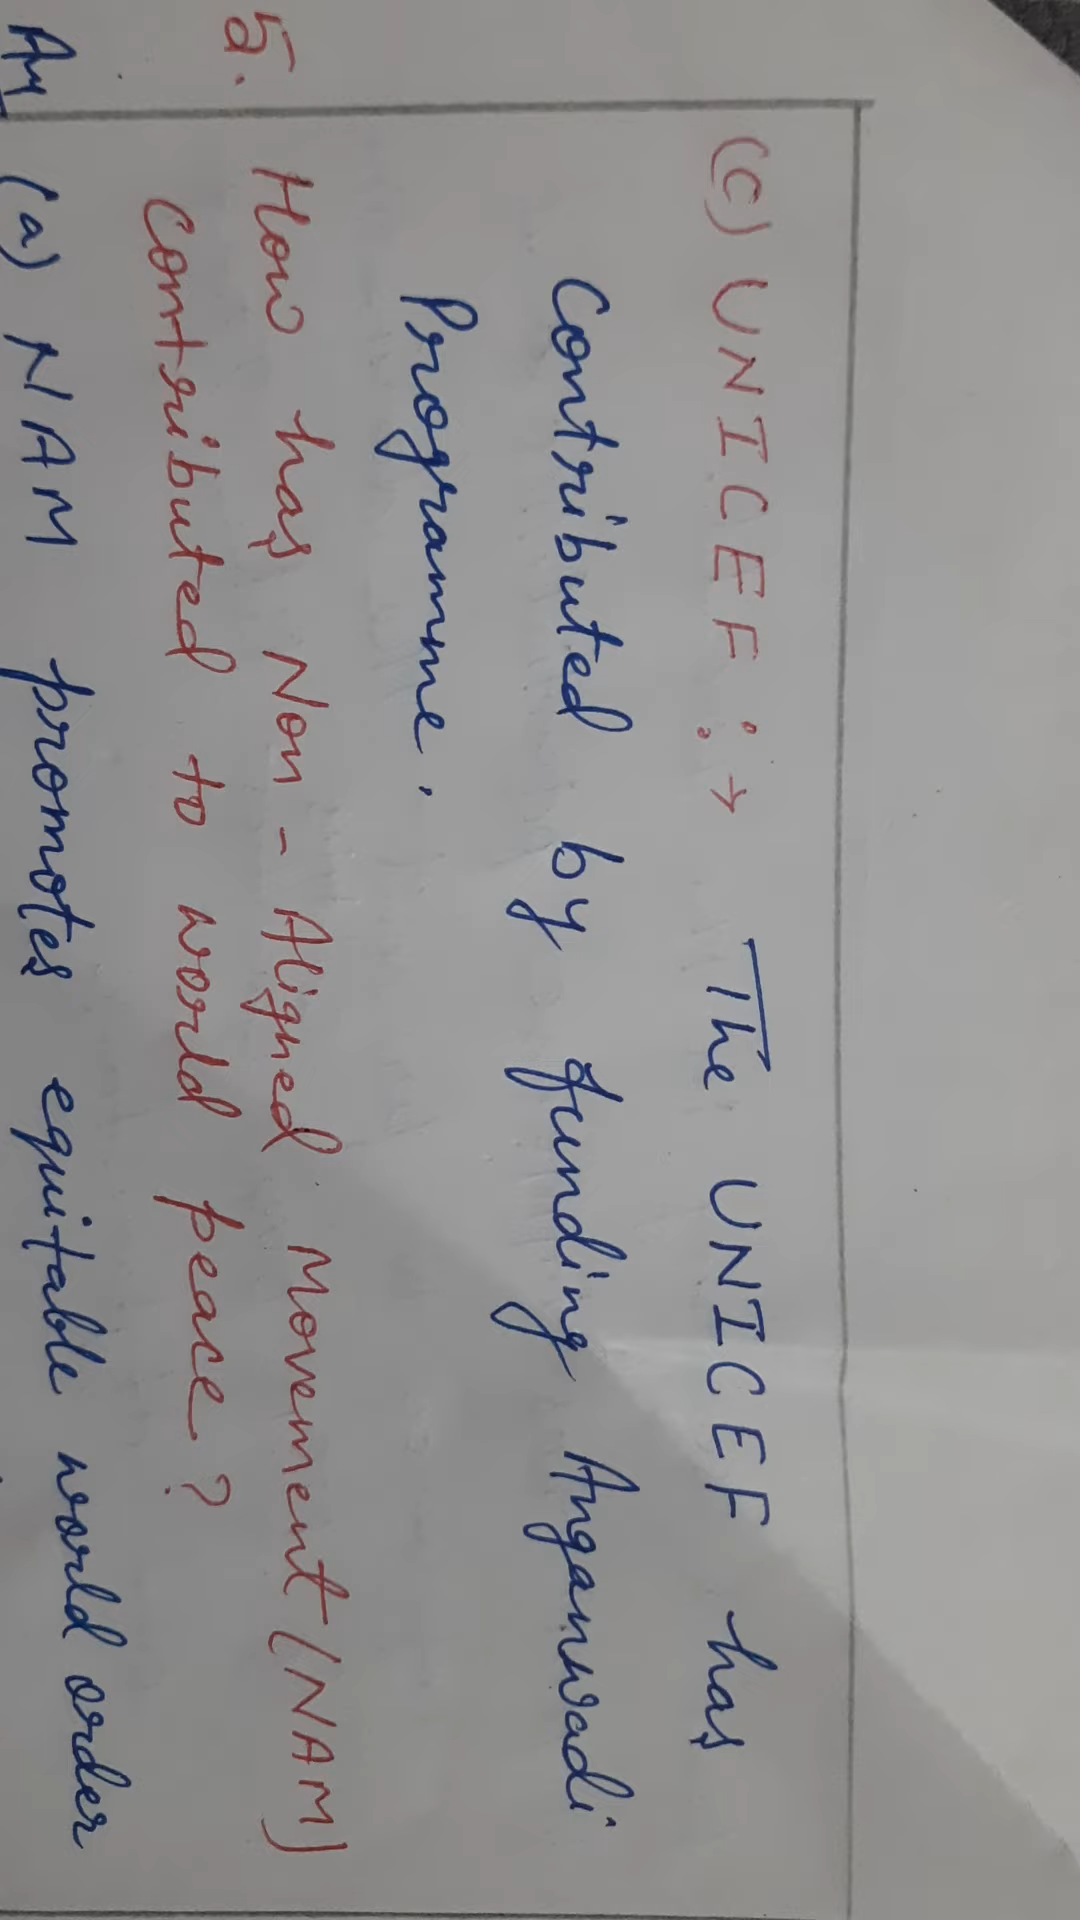 (c) UNICEF :→ The UNICEF has
Contributed by funding Anganwadi
Programme.
5. How has Non-Aligned Movement (NAM)
Contributed to world peace?
(a) NAM promotes equitable world order